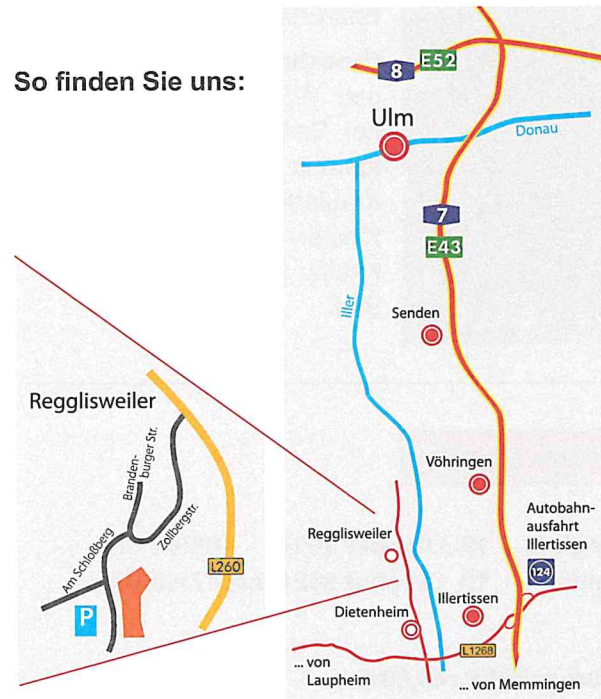 So finden Sie uns:
8
E52
Ulm
Donau
7
E43
Iller
Senden
Regglisweiler
Branden-
burger Str.
Zollbergstr.
Am Schloßberg
P
L260
Vöhringen
Autobahn-
ausfahrt
Illertissen
124
Regglisweiler
Dietenheim
Illertissen
L1268
... von
Laupheim
... von Memmingen